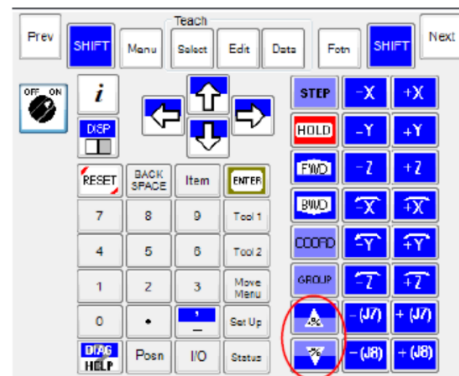 Teach
Prev SHIFT Menu Select Edit Data Fctn SHIFT Next
OFF ON i STEP -X +X
DISP HOLD -Y +Y
RESET BACK SPACE Item ENTER FWD -Z +Z
7 8 9 Tool 1 BWD -X +X
4 5 6 Tool 2 COORD -Y +Y
1 2 3 Move Menu GROUP -Z +Z
0 . , _ Set Up +% -(J7) +(J7)
DIAG HELP Posn I/O Status -% -(J8) +(J8)